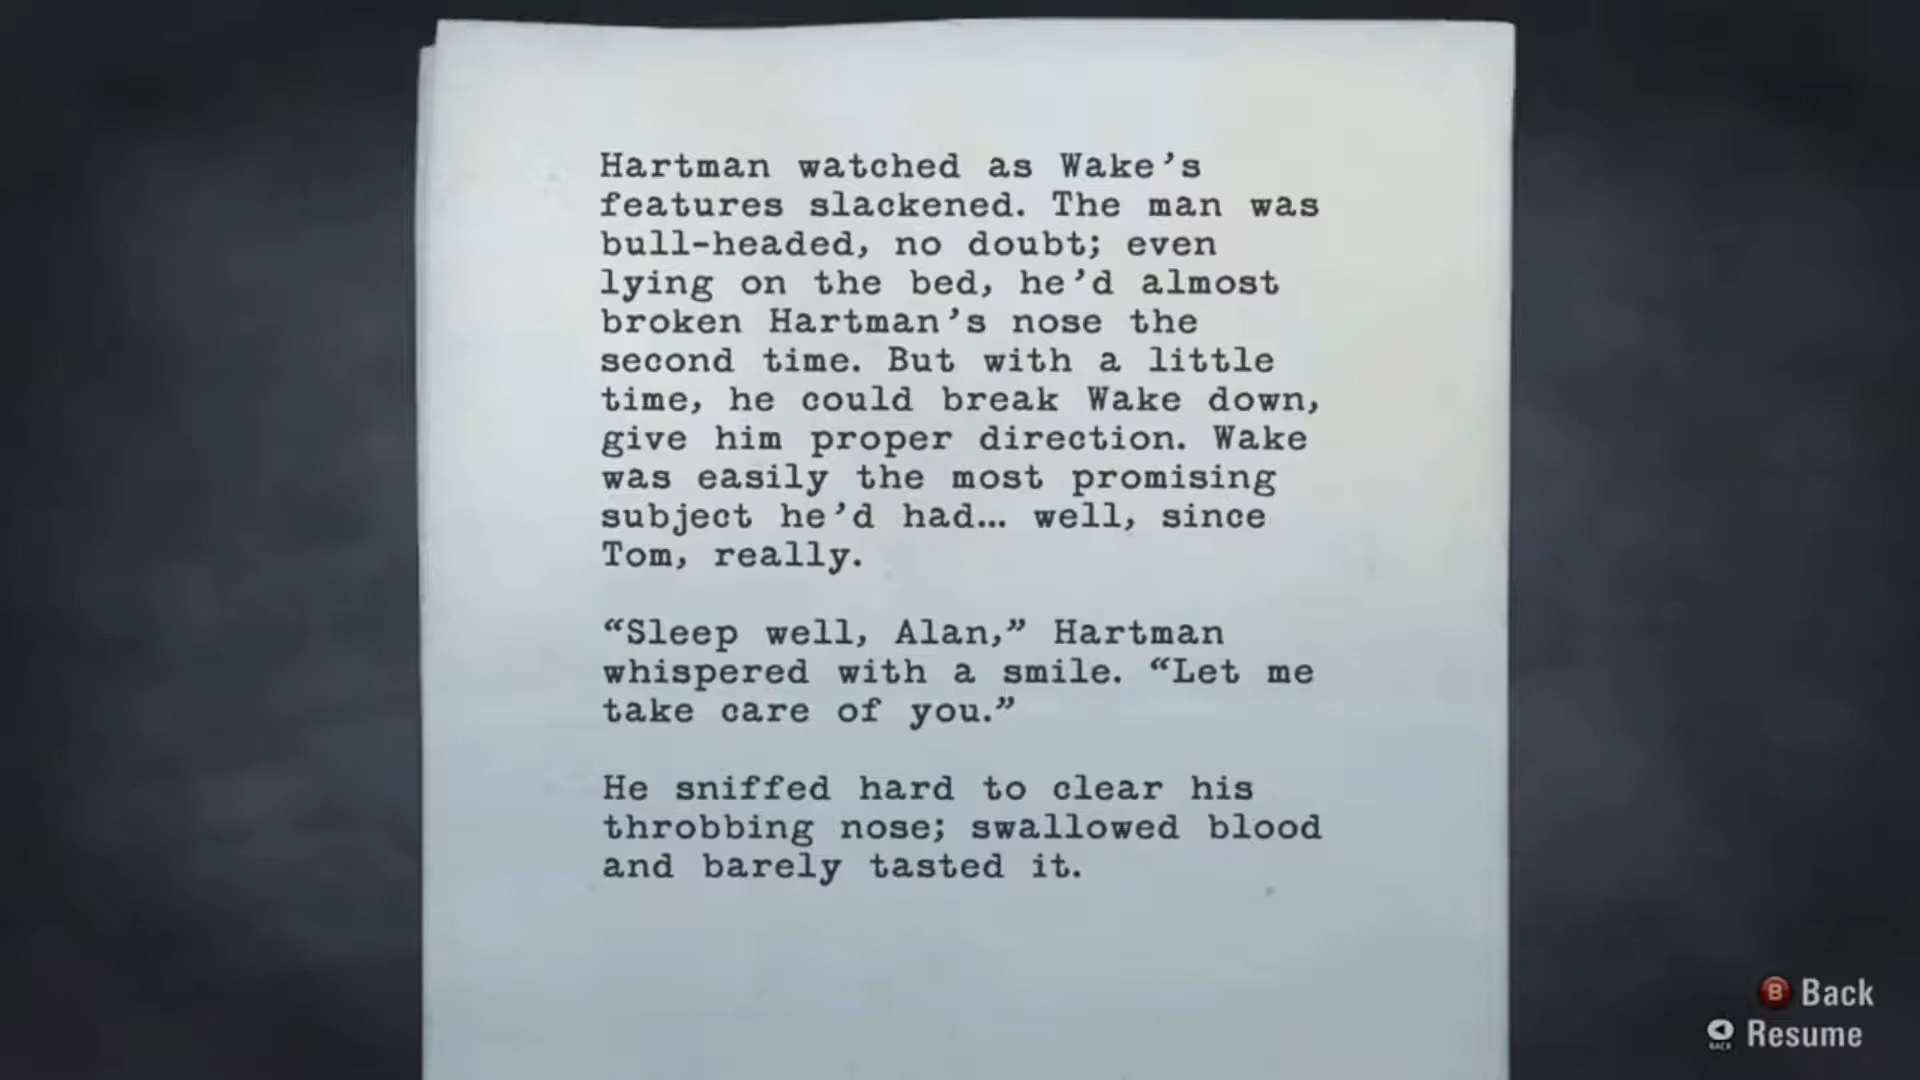 Hartman watched as Wake’s
features slackened. The man was
bull-headed, no doubt; even
lying on the bed, he’d almost
broken Hartman’s nose the
second time. But with a little
time, he could break Wake down,
give him proper direction. Wake
was easily the most promising
subject he’d had… well, since
Tom, really.
“Sleep well, Alan,” Hartman
whispered with a smile. “Let me
take care of you.”
He sniffed hard to clear his
throbbing nose; swallowed blood
and barely tasted it.
B Back
BACK Resume